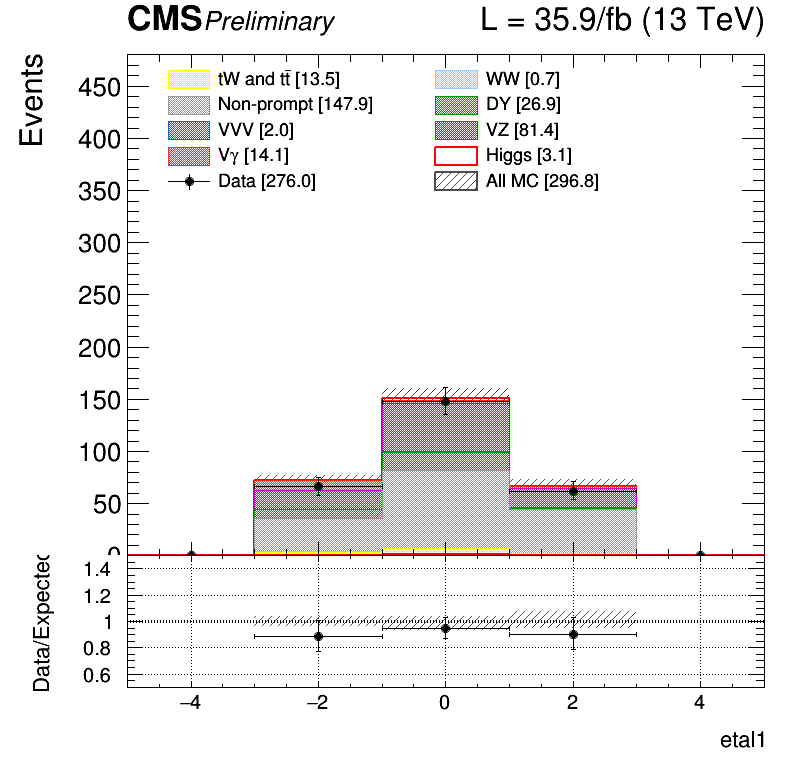 CMS Preliminary L = 35.9/fb (13 TeV)
Events
450
400
350
300
250
200
150
100
50
0
tW and tt̄ [13.5]
Non-prompt [147.9]
VVV [2.0]
Vγ [14.1]
Data [276.0]
WW [0.7]
DY [26.9]
VZ [81.4]
Higgs [3.1]
All MC [296.8]
Data/Expected
1.4
1.2
1
0.8
0.6
−4 −2 0 2 4
etal1